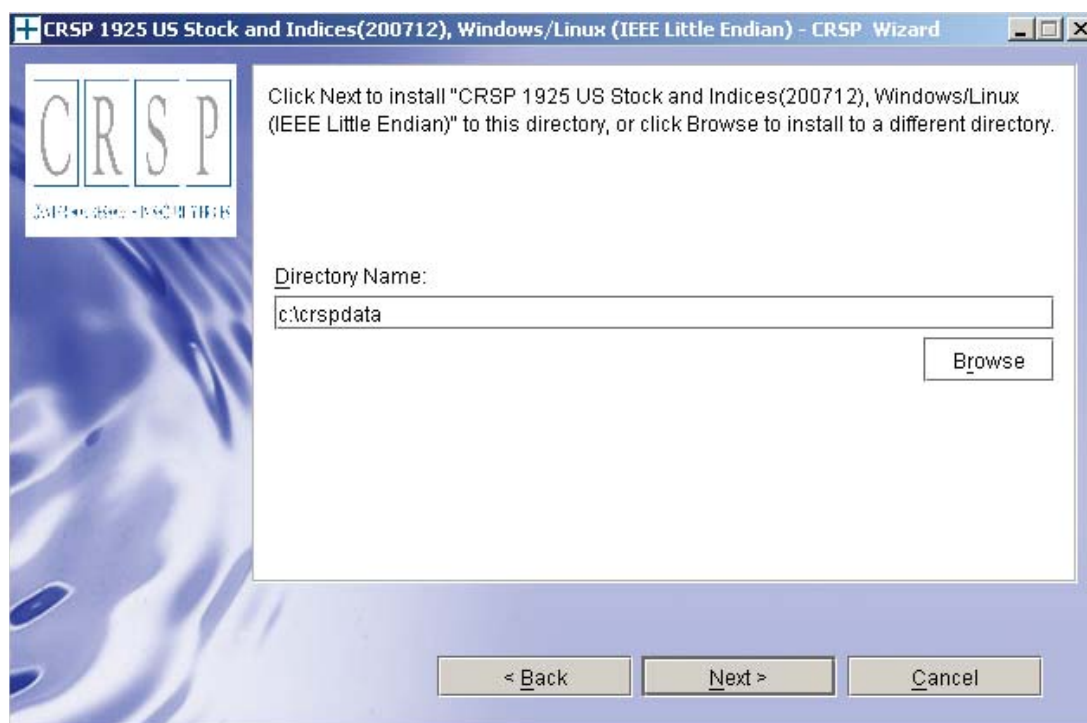 CRSP 1925 US Stock and Indices(200712), Windows/Linux (IEEE Little Endian) - CRSP Wizard
CRSP
Click Next to install "CRSP 1925 US Stock and Indices(200712), Windows/Linux
(IEEE Little Endian)" to this directory, or click Browse to install to a different directory.
Directory Name:
c:\crspdata
Browse
< Back
Next >
Cancel